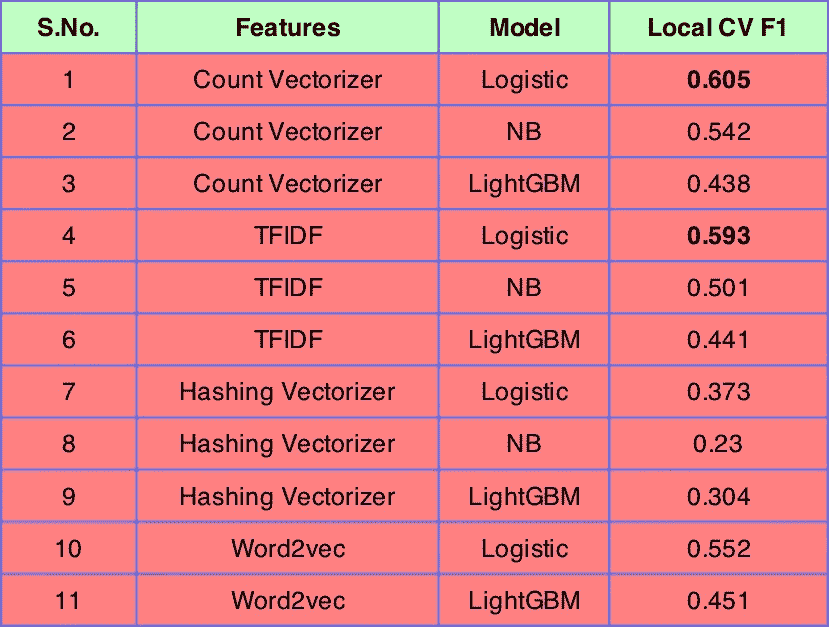 S.No. Features Model Local CV F1
1 Count Vectorizer Logistic 0.605
2 Count Vectorizer NB 0.542
3 Count Vectorizer LightGBM 0.438
4 TFIDF Logistic 0.593
5 TFIDF NB 0.501
6 TFIDF LightGBM 0.441
7 Hashing Vectorizer Logistic 0.373
8 Hashing Vectorizer NB 0.23
9 Hashing Vectorizer LightGBM 0.304
10 Word2vec Logistic 0.552
11 Word2vec LightGBM 0.451